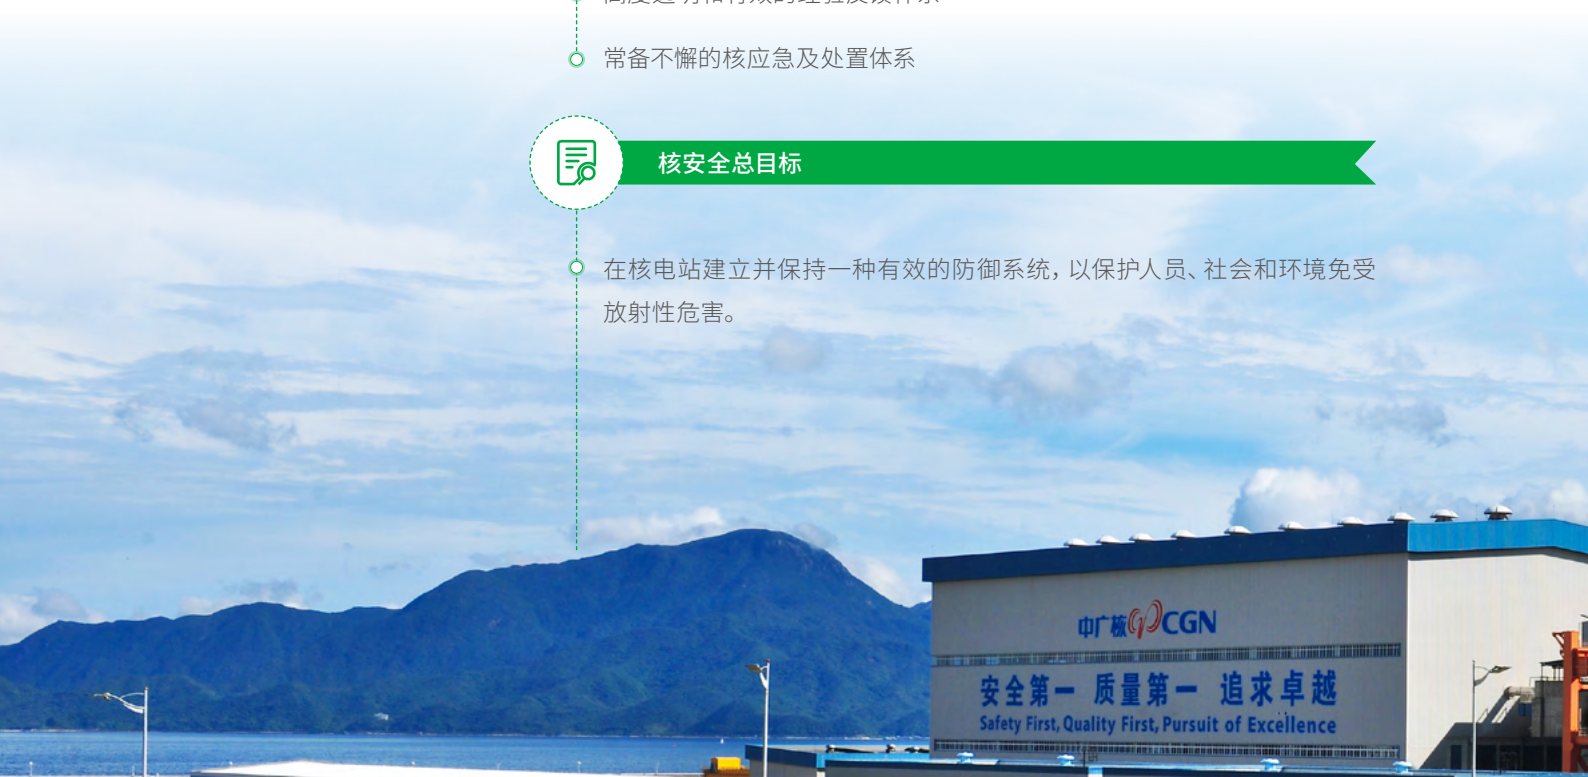 常备不懈的核应急及处置体系
核安全总目标
在核电站建立并保持一种有效的防御系统，以保护人员、社会和环境免受
放射性危害。
中广核 CGN
安全第一 质量第一 追求卓越
Safety First, Quality First, Pursuit of Excellence